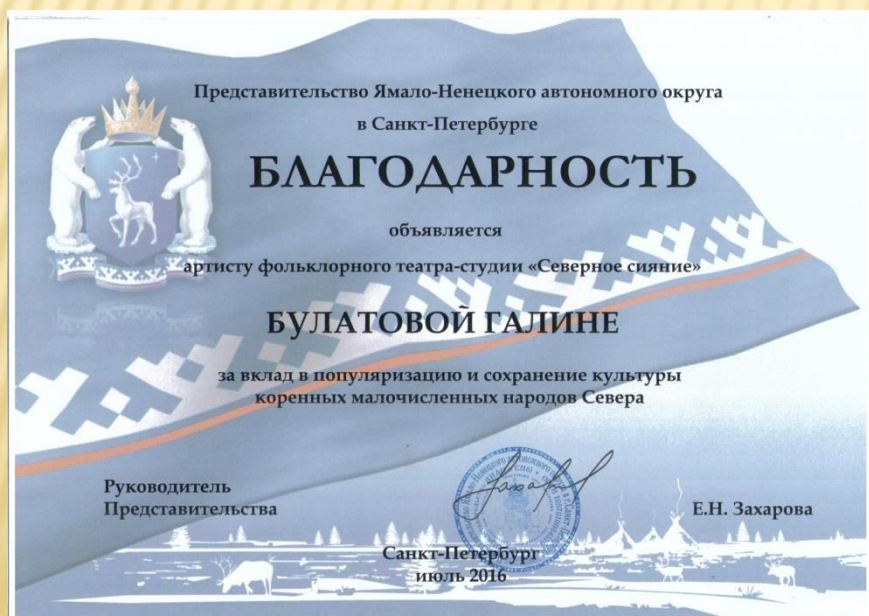 Представительство Ямало-Ненецкого автономного округа
в Санкт-Петербурге
БЛАГОДАРНОСТЬ
объявляется
артисту фольклорного театра-студии «Северное сияние»
БУЛАТОВОЙ ГАЛИНЕ
за вклад в популяризацию и сохранение культуры
коренных малочисленных народов Севера
Руководитель
Представительства
Е.Н. Захарова
Санкт-Петербург
июль 2016